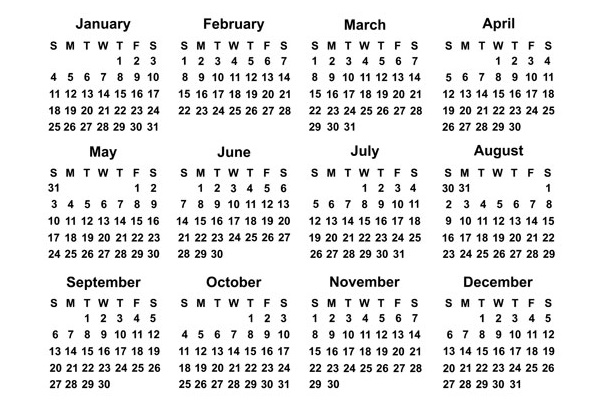 January
S M T W T F S
1 2 3
4 5 6 7 8 9 10
11 12 13 14 15 16 17
18 19 20 21 22 23 24
25 26 27 28 29 30 31
February
S M T W T F S
1 2 3 4 5 6 7
8 9 10 11 12 13 14
15 16 17 18 19 20 21
22 23 24 25 26 27 28
March
S M T W T F S
1 2 3 4 5 6 7
8 9 10 11 12 13 14
15 16 17 18 19 20 21
22 23 24 25 26 27 28
29 30 31
April
S M T W T F S
1 2 3 4
5 6 7 8 9 10 11
12 13 14 15 16 17 18
19 20 21 22 23 24 25
26 27 28 29 30
May
S M T W T F S
31 1 2
3 4 5 6 7 8 9
10 11 12 13 14 15 16
17 18 19 20 21 22 23
24 25 26 27 28 29 30
June
S M T W T F S
1 2 3 4 5 6
7 8 9 10 11 12 13
14 15 16 17 18 19 20
21 22 23 24 25 26 27
28 29 30
July
S M T W T F S
1 2 3 4
5 6 7 8 9 10 11
12 13 14 15 16 17 18
19 20 21 22 23 24 25
26 27 28 29 30 31
August
S M T W T F S
30 31 1
2 3 4 5 6 7 8
9 10 11 12 13 14 15
16 17 18 19 20 21 22
23 24 25 26 27 28 29
September
S M T W T F S
1 2 3 4 5
6 7 8 9 10 11 12
13 14 15 16 17 18 19
20 21 22 23 24 25 26
27 28 29 30
October
S M T W T F S
1 2 3
4 5 6 7 8 9 10
11 12 13 14 15 16 17
18 19 20 21 22 23 24
25 26 27 28 29 30 31
November
S M T W T F S
1 2 3 4 5 6 7
8 9 10 11 12 13 14
15 16 17 18 19 20 21
22 23 24 25 26 27 28
29 30
December
S M T W T F S
1 2 3 4 5
6 7 8 9 10 11 12
13 14 15 16 17 18 19
20 21 22 23 24 25 26
27 28 29 30 31